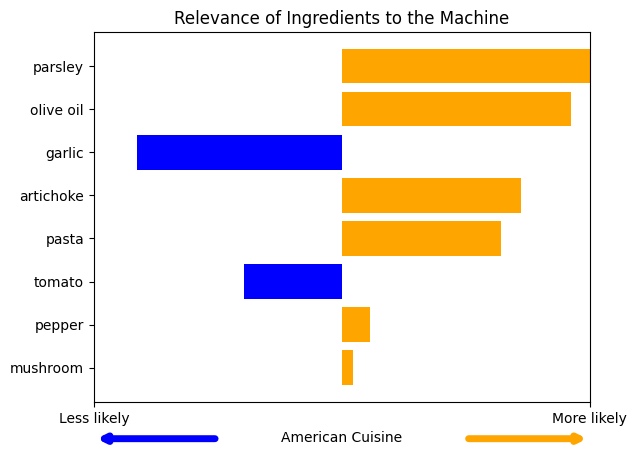 Relevance of Ingredients to the Machine
parsley
olive oil
garlic
artichoke
pasta
tomato
pepper
mushroom
Less likely
More likely
American Cuisine